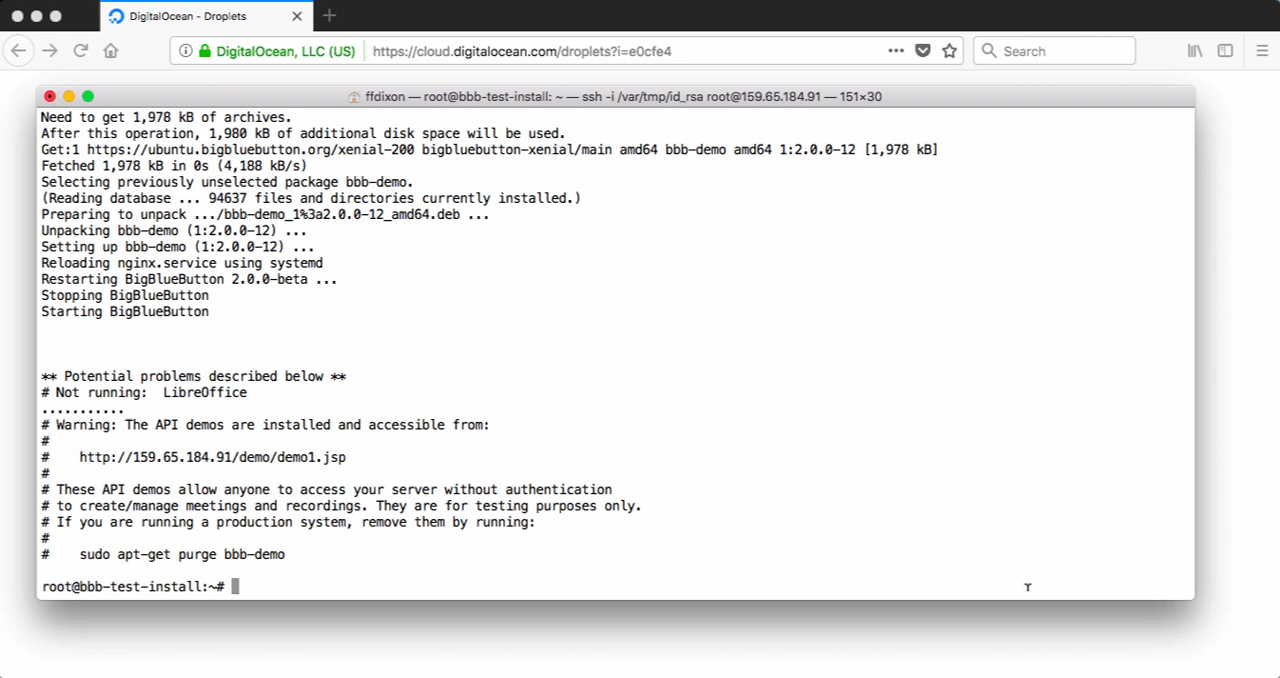 DigitalOcean - Droplets
DigitalOcean, LLC (US) https://cloud.digitalocean.com/droplets?i=e0cfe4 Search
ffdixon — root@bbb-test-install: ~ — ssh -i /var/tmp/id_rsa root@159.65.184.91 — 151×30
Need to get 1,978 kB of archives.
After this operation, 1,980 kB of additional disk space will be used.
Get:1 https://ubuntu.bigbluebutton.org/xenial-200 bigbluebutton-xenial/main amd64 bbb-demo amd64 1:2.0.0-12 [1,978 kB]
Fetched 1,978 kB in 0s (4,188 kB/s)
Selecting previously unselected package bbb-demo.
(Reading database ... 94637 files and directories currently installed.)
Preparing to unpack .../bbb-demo_1%3a2.0.0-12_amd64.deb ...
Unpacking bbb-demo (1:2.0.0-12) ...
Setting up bbb-demo (1:2.0.0-12) ...
Reloading nginx.service using systemd
Restarting BigBlueButton 2.0.0-beta ...
Stopping BigBlueButton
Starting BigBlueButton
** Potential problems described below **
# Not running:  LibreOffice
...........
# Warning: The API demos are installed and accessible from:
#
#    http://159.65.184.91/demo/demo1.jsp
#
# These API demos allow anyone to access your server without authentication
# to create/manage meetings and recordings. They are for testing purposes only.
# If you are running a production system, remove them by running:
#
#    sudo apt-get purge bbb-demo
root@bbb-test-install:~#